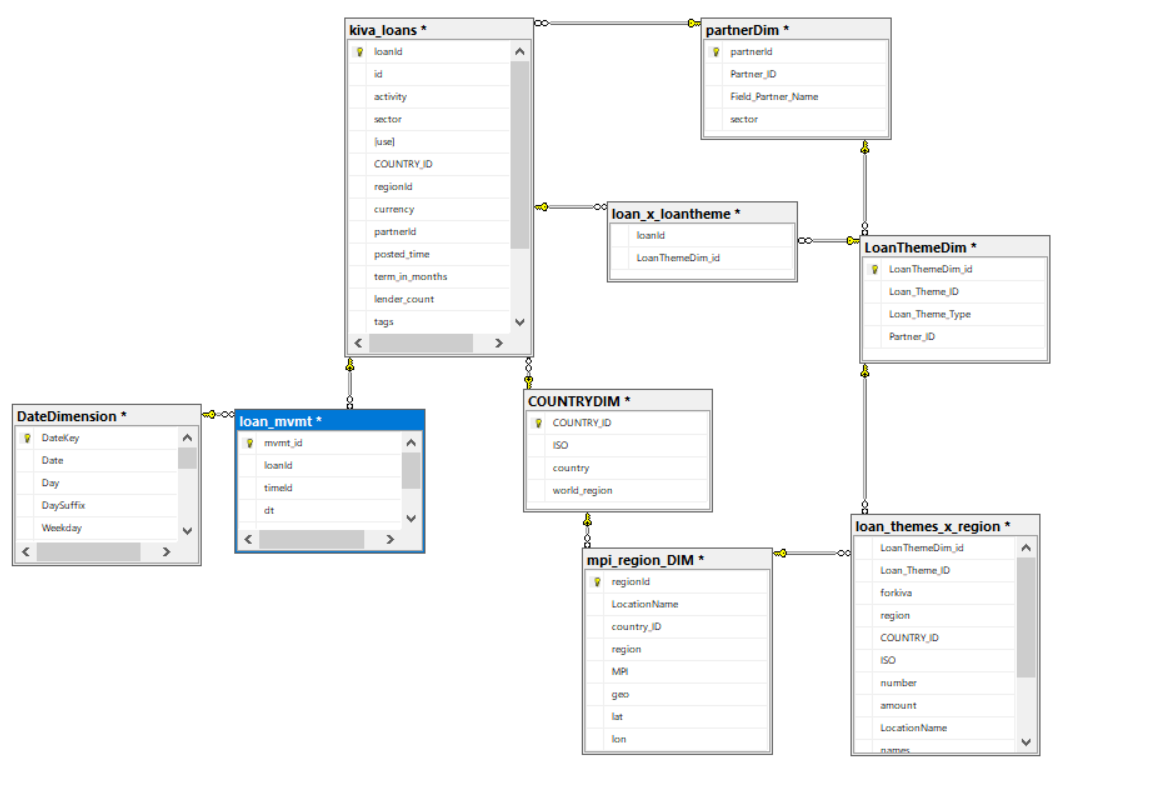 kiva_loans *
loanId
id
activity
sector
[use]
COUNTRY_ID
regionId
currency
partnerId
posted_time
term_in_months
lender_count
tags
partnerDim *
partnerId
Partner_ID
Field_Partner_Name
sector
loan_x_loantheme *
loanId
LoanThemeDim_id
LoanThemeDim *
LoanThemeDim_id
Loan_Theme_ID
Loan_Theme_Type
Partner_ID
DateDimension *
DateKey
Date
Day
DaySuffix
Weekday
loan_mvmt *
mvmt_id
loanId
timeId
dt
COUNTRYDIM *
COUNTRY_ID
ISO
country
world_region
mpi_region_DIM *
regionId
LocationName
country_ID
region
MPI
geo
lat
lon
loan_themes_x_region *
LoanThemeDim_id
Loan_Theme_ID
forkiva
region
COUNTRY_ID
ISO
number
amount
LocationName
names